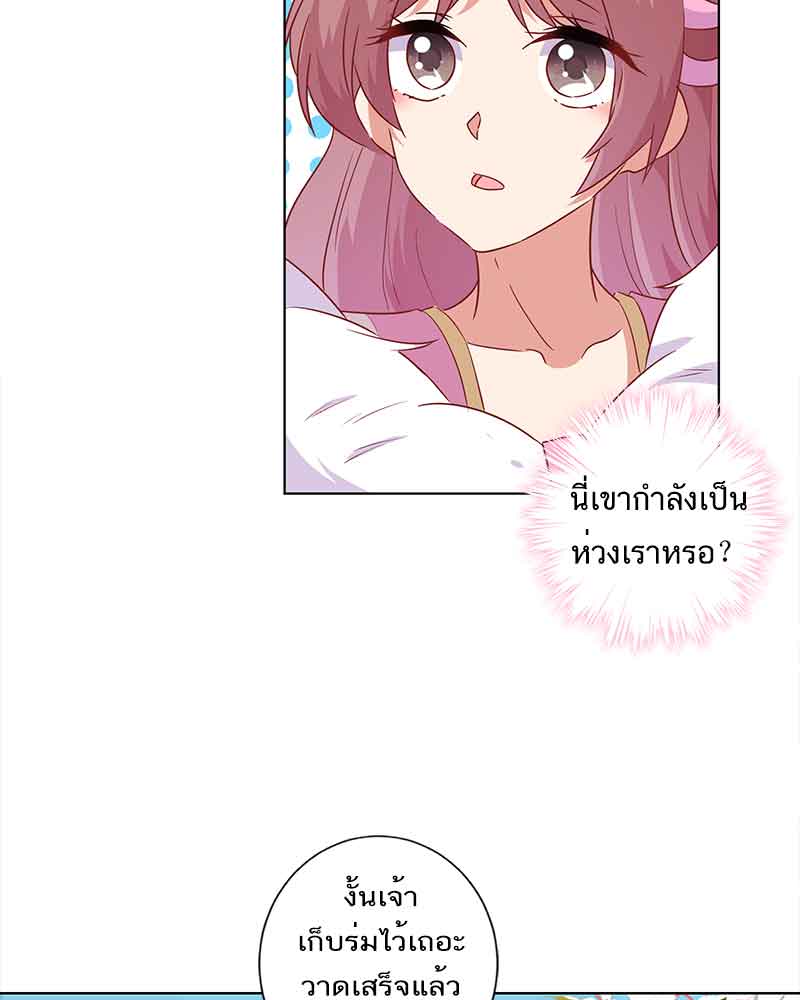 นี่เขากำลังเป็น
ห่วงเราหรอ?
งั้นเจ้า
เก็บร่มไว้เถอะ
วาดเสร็จแล้ว